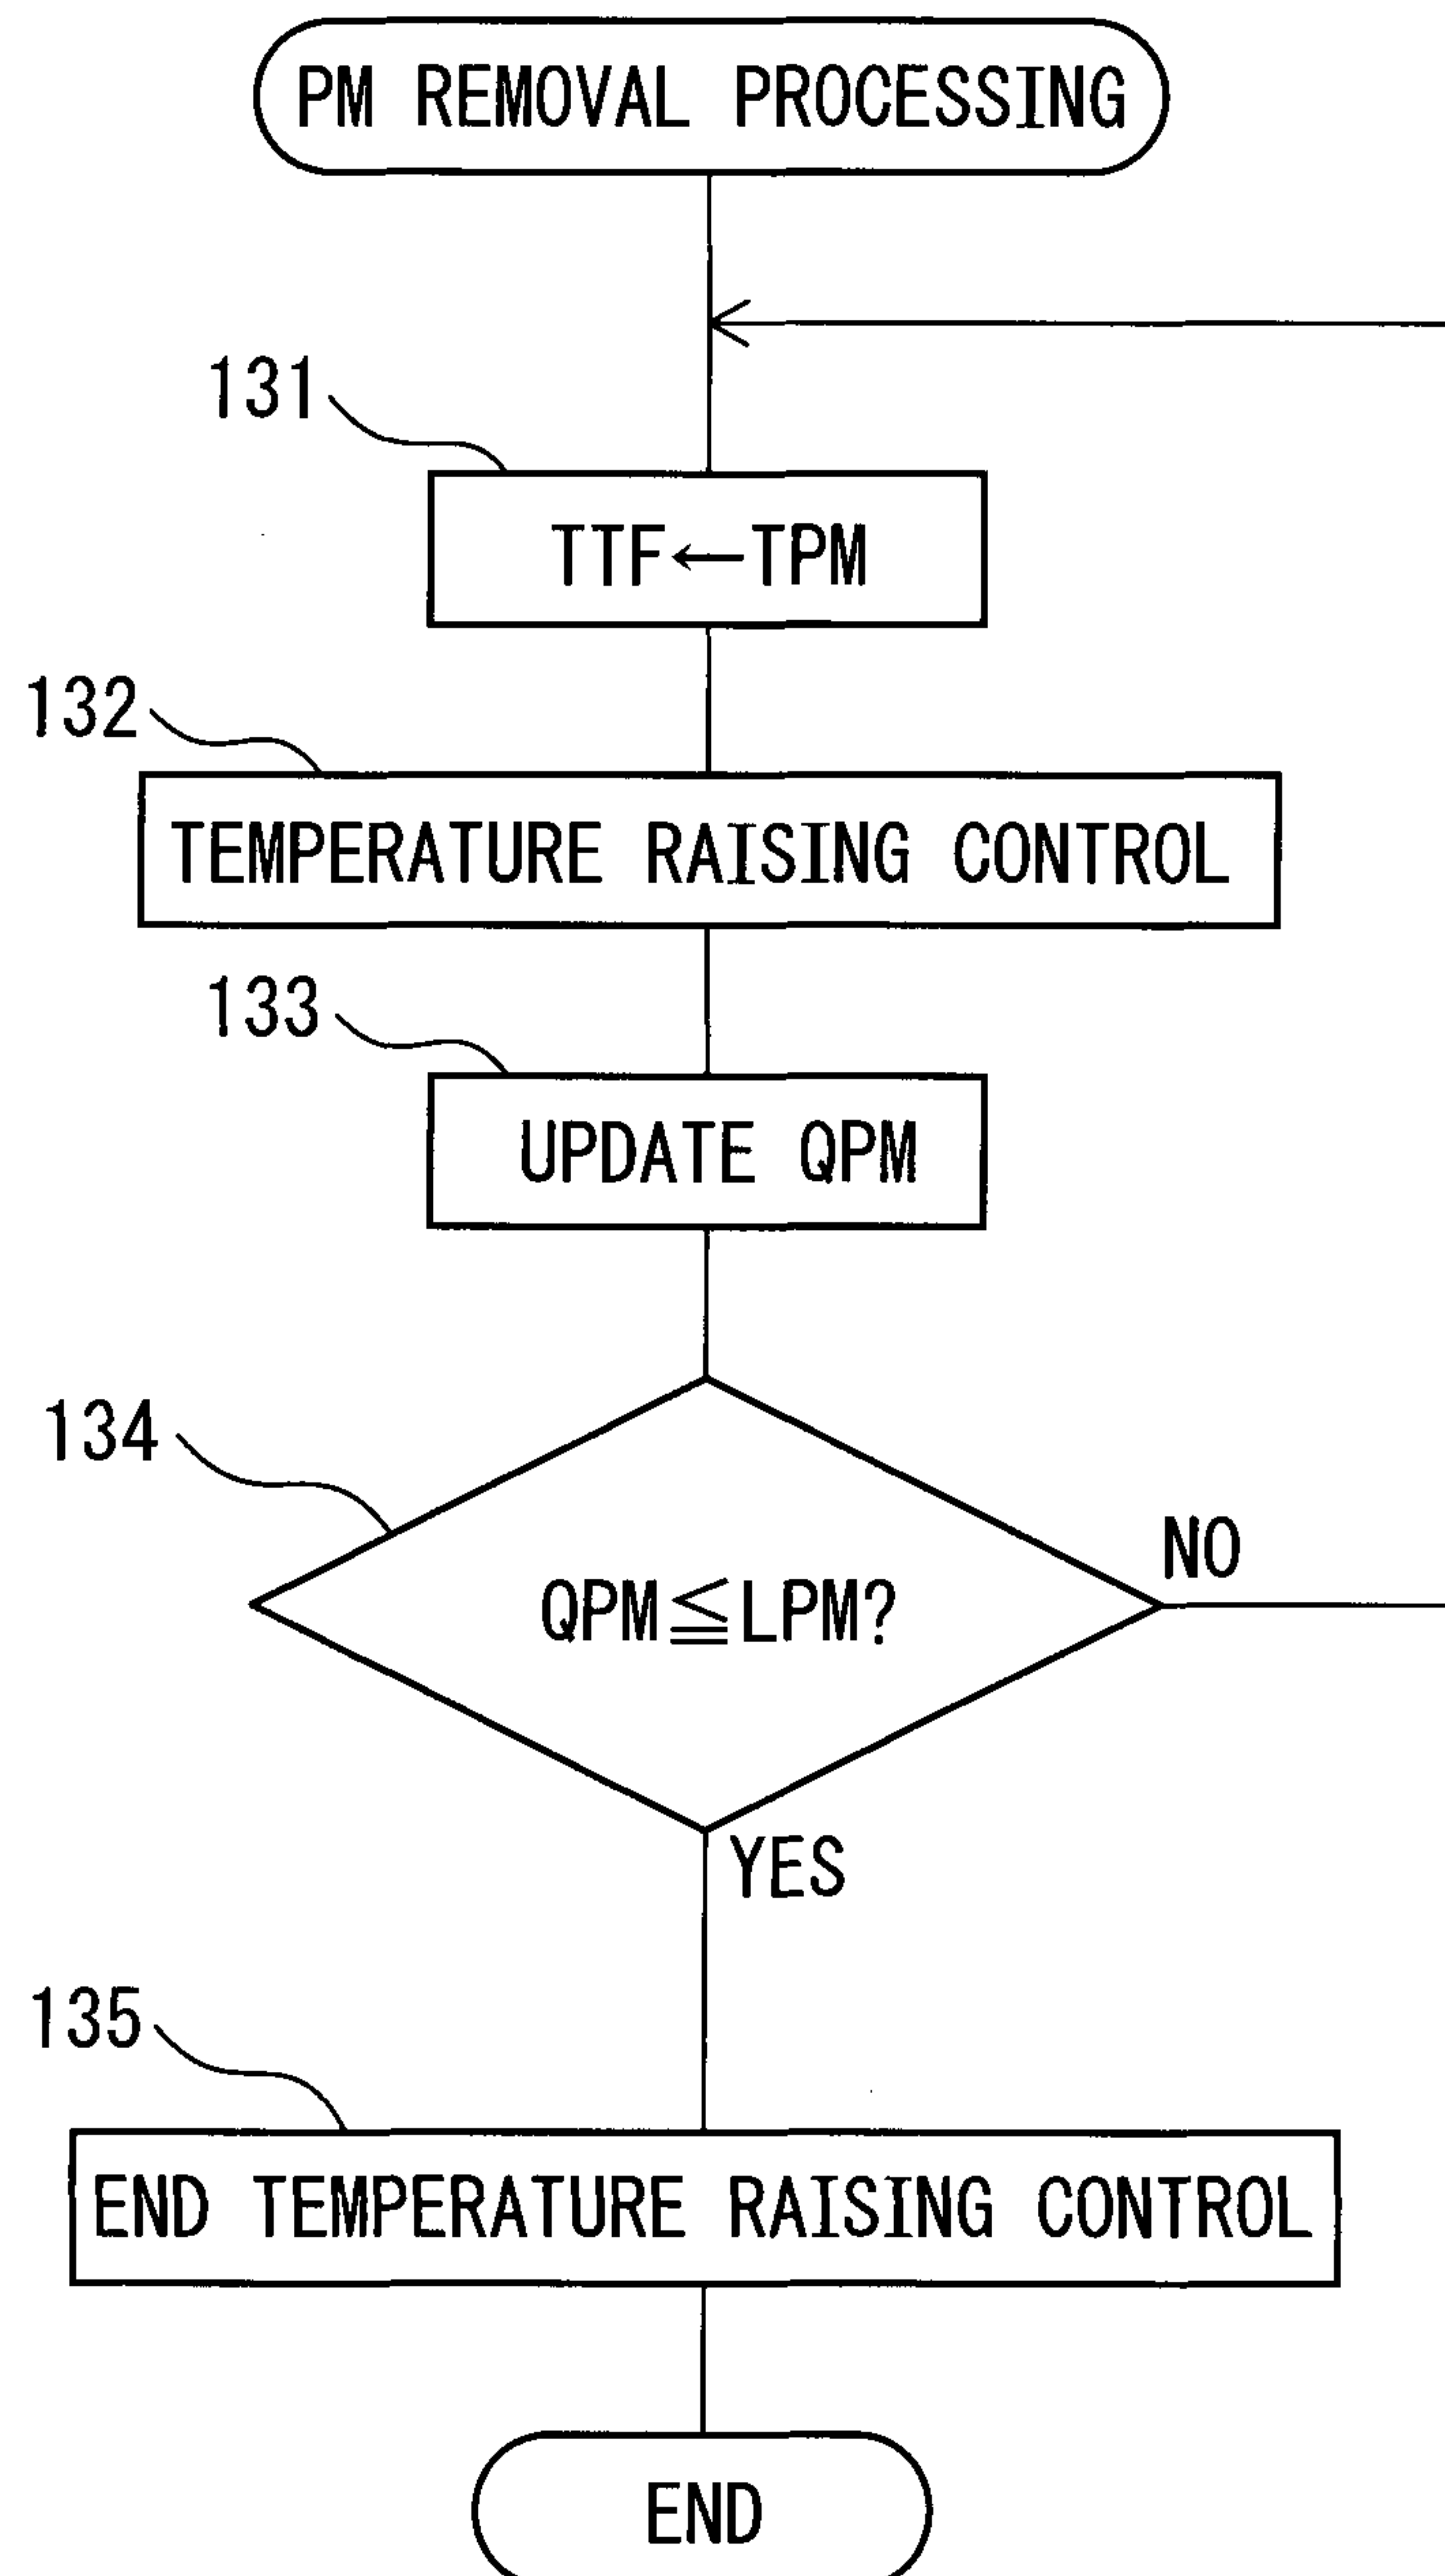 PM REMOVAL PROCESSING
131
TTF←TPM
132
TEMPERATURE RAISING CONTROL
133
UPDATE QPM
134
QPM≦LPM?
NO
YES
135
END TEMPERATURE RAISING CONTROL
END